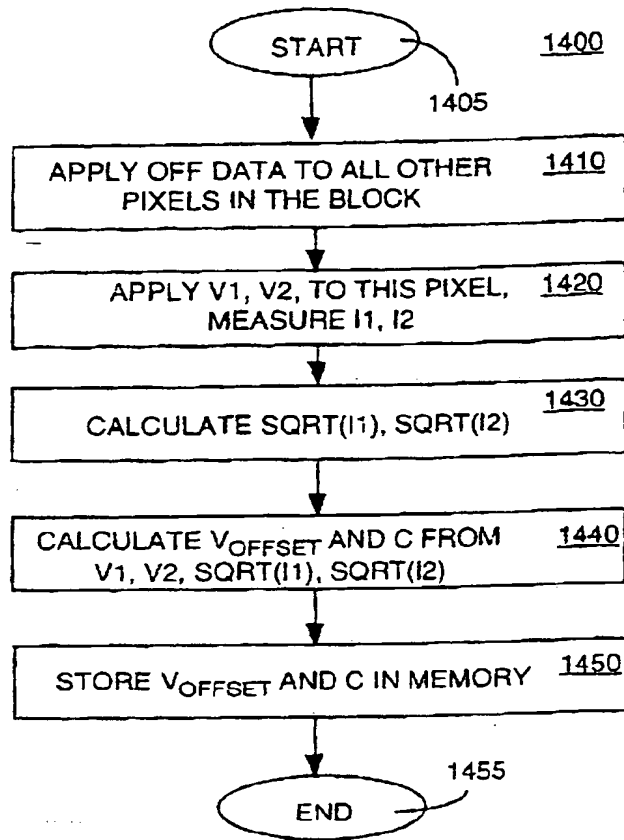 START
1400
1405
APPLY OFF DATA TO ALL OTHER
PIXELS IN THE BLOCK
1410
APPLY V1, V2, TO THIS PIXEL,
MEASURE I1, I2
1420
CALCULATE SQRT(I1), SQRT(I2)
1430
CALCULATE VOFFSET AND C FROM
V1, V2, SQRT(I1), SQRT(I2)
1440
STORE VOFFSET AND C IN MEMORY
1450
1455
END